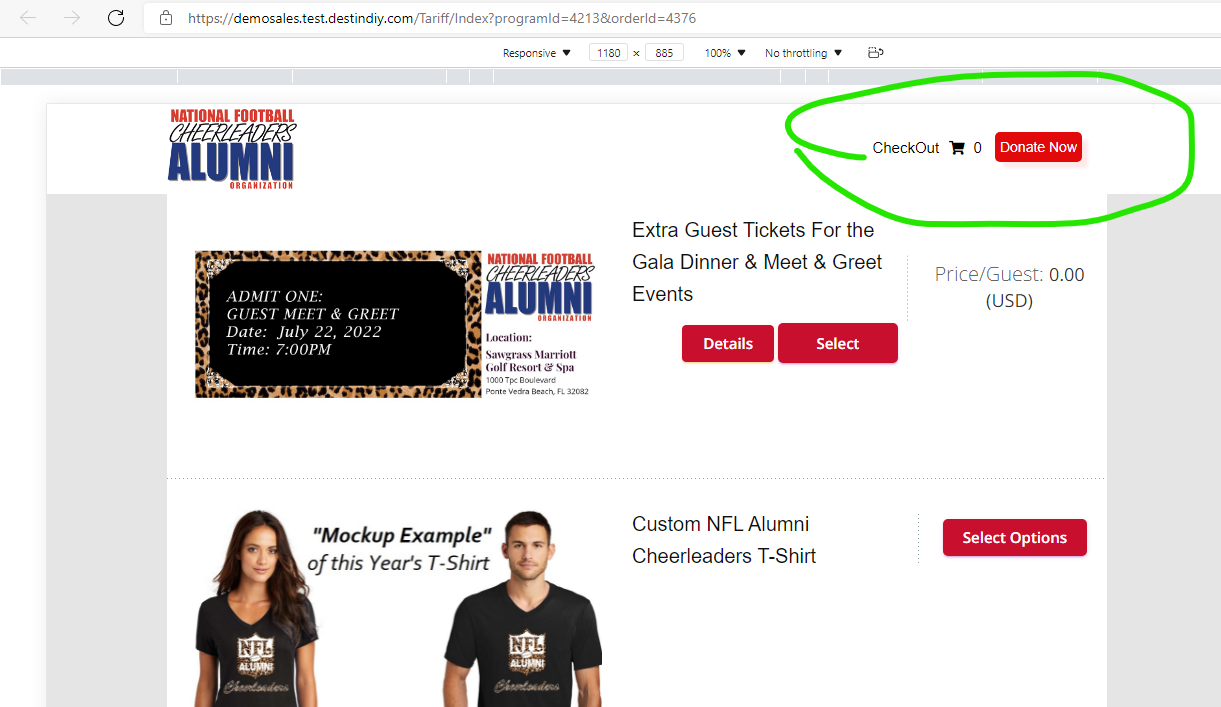 https://demosales.test.destindiy.com/Tariff/Index?programId=4213&orderId=4376
Responsive ▼ 1180 x 885 100% ▼ No throttling ▼
NATIONAL FOOTBALL
CHEERLEADERS
ALUMNI
ORGANIZATION
CheckOut 0 Donate Now
ADMIT ONE:
GUEST MEET & GREET
Date: July 22, 2022
Time: 7:00PM
NATIONAL FOOTBALL
CHEERLEADERS
ALUMNI
ORGANIZATION
Location:
Sawgrass Marriott
Golf Resort & Spa
1000 Tpc Boulevard
Ponte Vedra Beach, FL 32082
Extra Guest Tickets For the
Gala Dinner & Meet & Greet
Events
Details Select
Price/Guest: 0.00
(USD)
"Mockup Example"
of this Year's T-Shirt
NFL
ALUMNI
Cheerleaders
NFL
ALUMNI
Cheerleaders
Custom NFL Alumni
Cheerleaders T-Shirt
Select Options